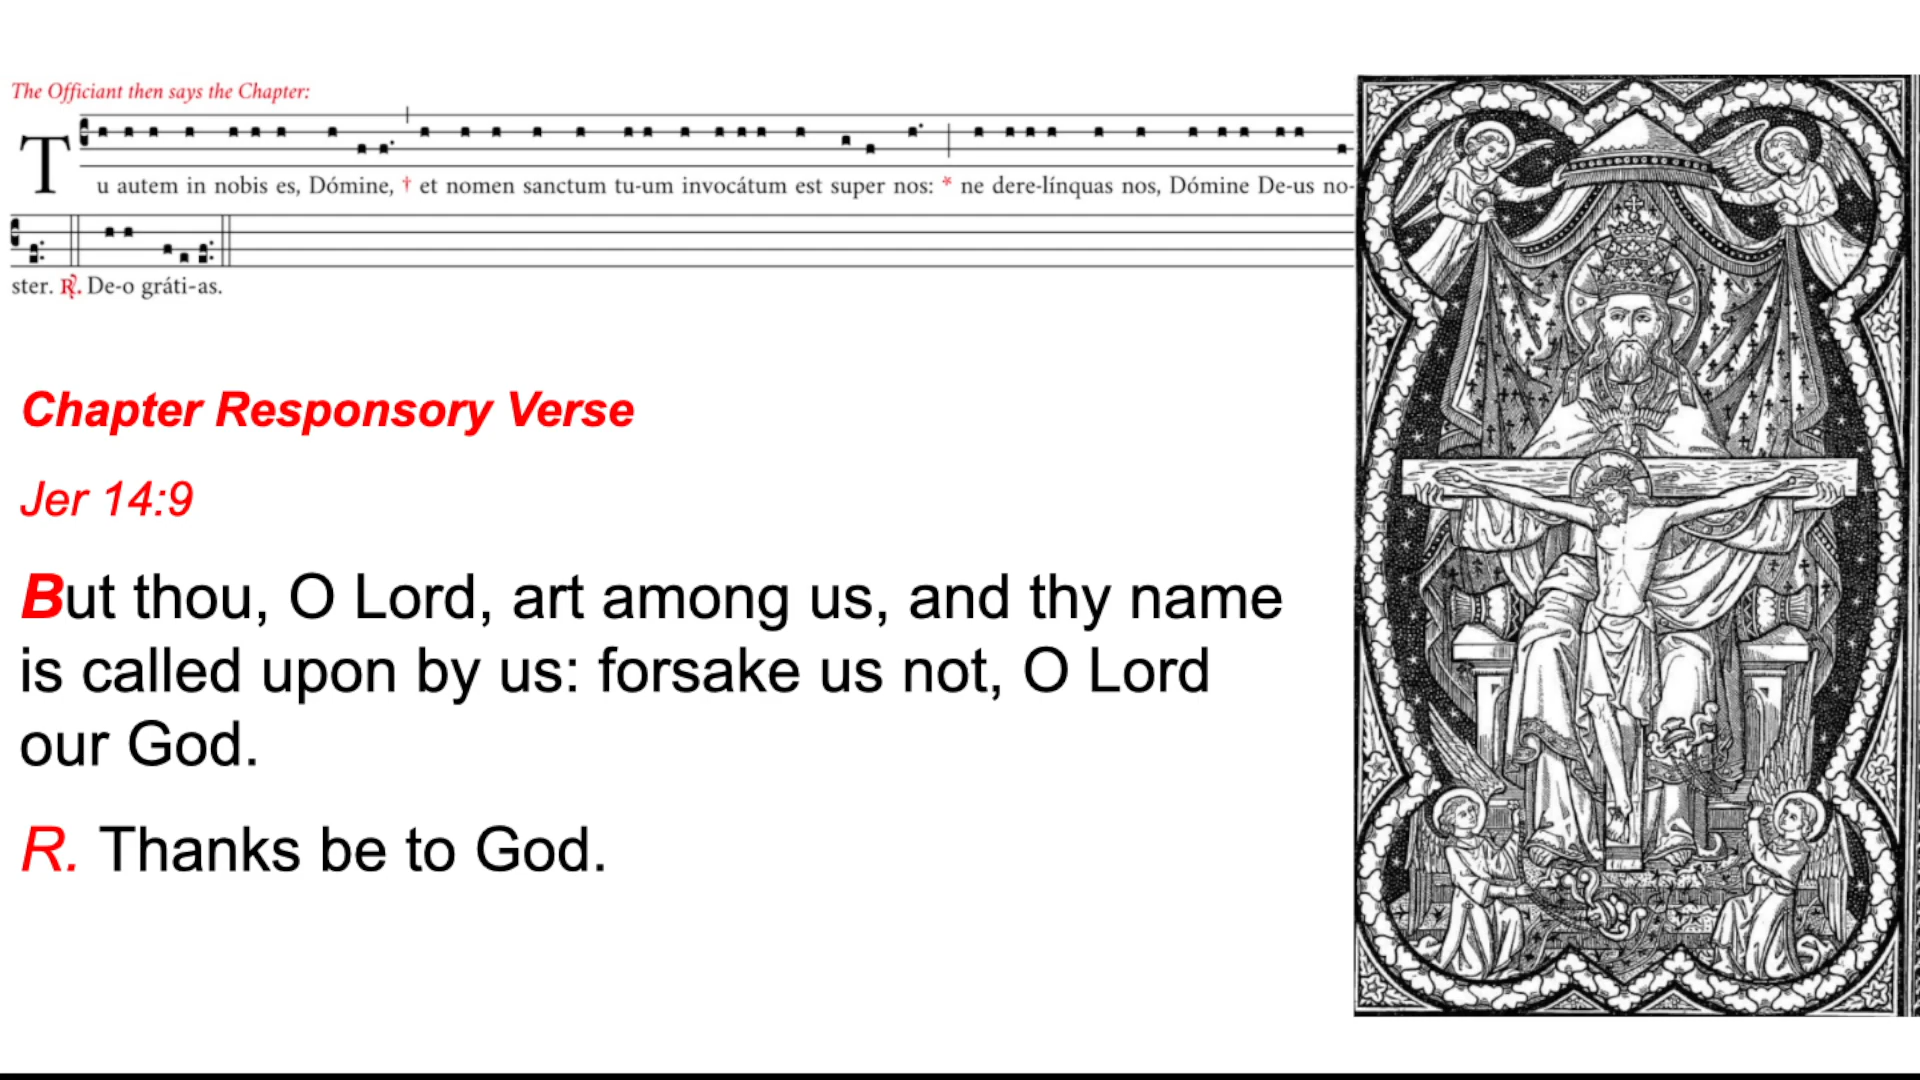 The Officiant then says the Chapter:
Tu autem in nobis es, Dómine, † et nomen sanctum tu-um invocátum est super nos: * ne dere-línquas nos, Dómine De-us no-
ster. ℟. De-o gráti-as.
Chapter Responsory Verse
Jer 14:9
But thou, O Lord, art among us, and thy name
is called upon by us: forsake us not, O Lord
our God.
R. Thanks be to God.